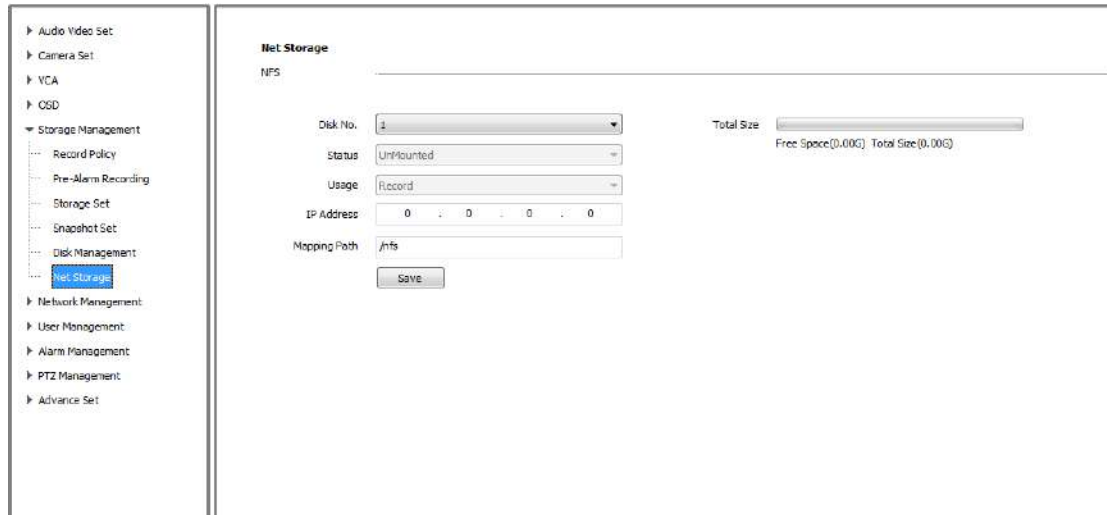 Audio Video Set
Camera Set
VCA
OSD
Storage Management
Record Policy
Pre-Alarm Recording
Storage Set
Snapshot Set
Disk Management
Net Storage
Network Management
User Management
Alarm Management
PTZ Management
Advance Set
Net Storage
NFS
Disk No. 1
Status UnMounted
Usage Record
IP Address 0 . 0 . 0 . 0
Mapping Path /nfs
Save
Total Size
Free Space(0.00G) Total Size(0.00G)